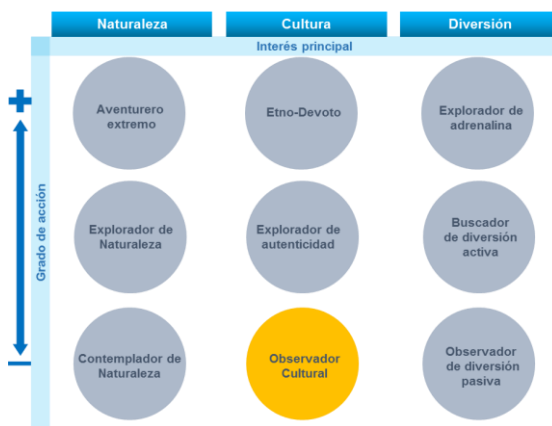 Naturaleza
Cultura
Diversión
Interés principal
Grado de acción
Aventurero
extremo
Etno-Devoto
Explorador de
adrenalina
Explorador de
Naturaleza
Explorador de
autenticidad
Buscador
de diversión
activa
Contemplador de
Naturaleza
Observador
Cultural
Observador
de diversión
pasiva